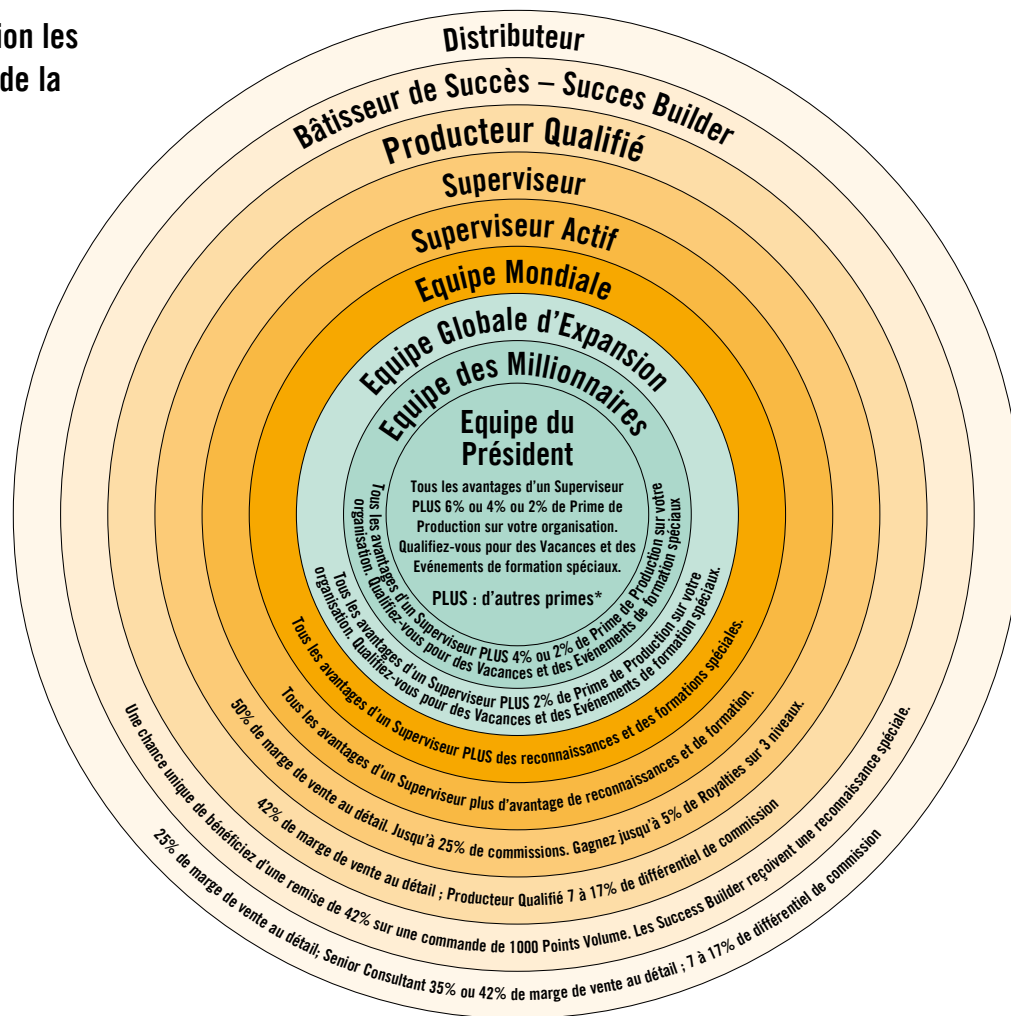 ion les
de la
Distributeur
Bâtisseur de Succès – Succes Builder
Producteur Qualifié
Superviseur
Superviseur Actif
Equipe Mondiale
Equipe Globale d'Expansion
Equipe des Millionnaires
Equipe du
Président
Tous les avantages d'un Superviseur
PLUS 6% ou 4% ou 2% de Prime de
Production sur votre organisation.
Qualifiez-vous pour des Vacances et des
Evénements de formation spéciaux.
PLUS : d'autres primes*
Tous les avantages d'un Superviseur PLUS 4% ou 2% de Prime de Production sur votre
organisation. Qualifiez-vous pour des Vacances et des Evénements de formation spéciaux
Tous les avantages d'un Superviseur PLUS 2% de Prime de Production sur votre
organisation. Qualifiez-vous pour des Vacances et des Evénements de formation spéciaux.
Tous les avantages d'un Superviseur PLUS des reconnaissances et des formations spéciales.
Tous les avantages d'un Superviseur plus d'avantage de reconnaissances et de formation.
50% de marge de vente au détail. Jusqu'à 25% de commissions. Gagnez jusqu'à 5% de Royalties sur 3 niveaux.
42% de marge de vente au détail ; Producteur Qualifié 7 à 17% de différentiel de commission
Une chance unique de bénéficiez d'une remise de 42% sur une commande de 1000 Points Volume. Les Success Builder reçoivent une reconnaissance spéciale.
25% de marge de vente au détail; Senior Consultant 35% ou 42% de marge de vente au détail ; 7 à 17% de différentiel de commission